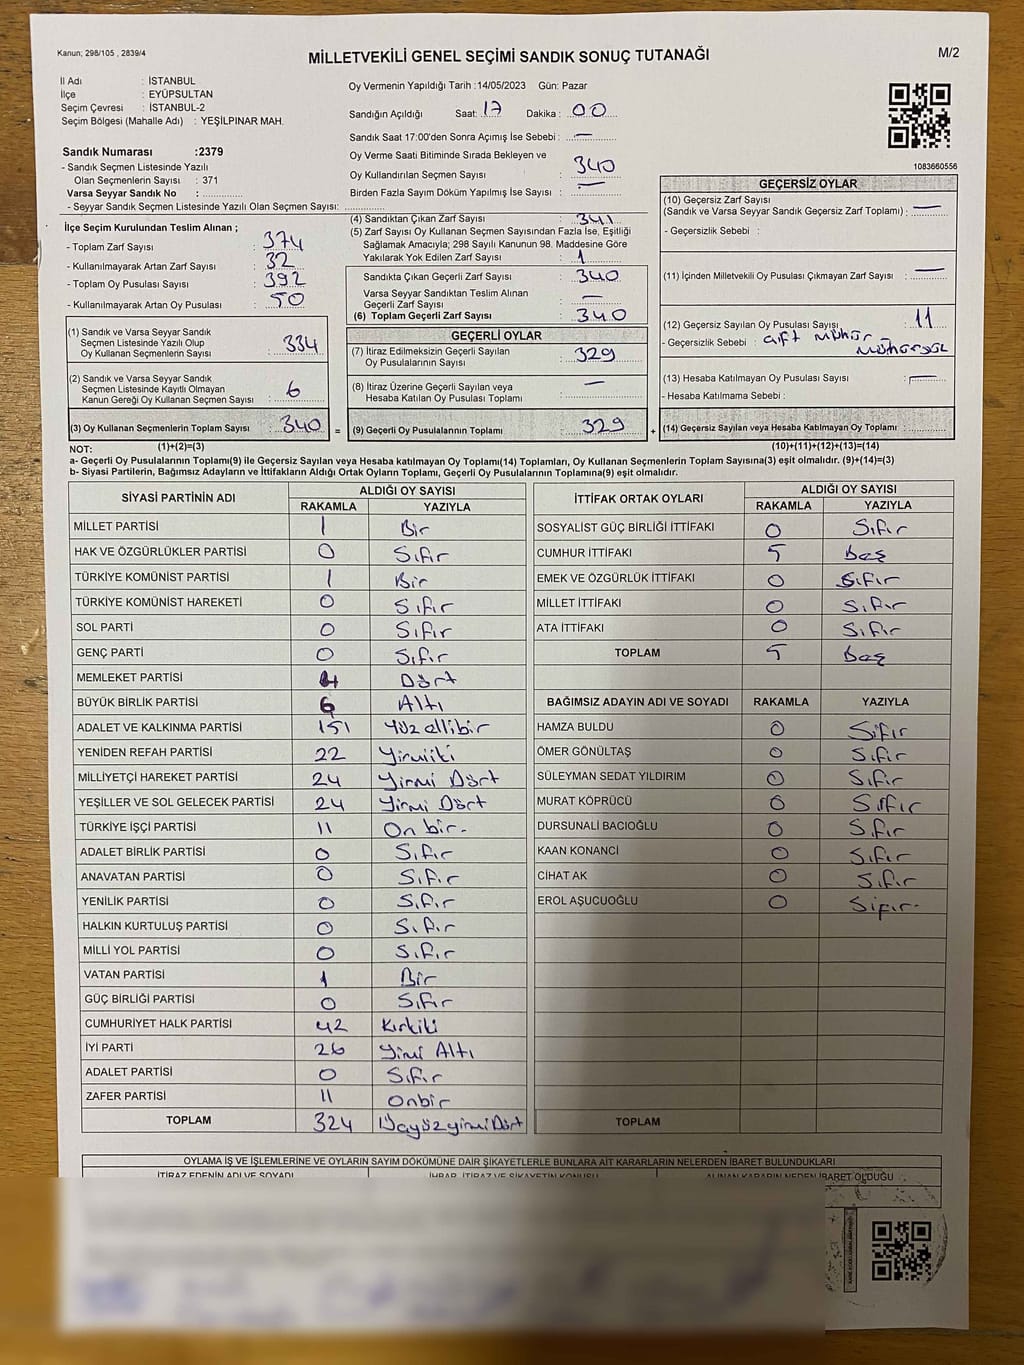 Kanun; 298/105 , 2839/4
MİLLETVEKİLİ GENEL SEÇİMİ SANDIK SONUÇ TUTANAĞI
M/2
İl Adı : İSTANBUL
İlçe : EYÜPSULTAN
Seçim Çevresi : İSTANBUL-2
Seçim Bölgesi (Mahalle Adı) : YEŞİLPINAR MAH.
Oy Vermenin Yapıldığı Tarih :14/05/2023 Gün: Pazar
Sandığın Açıldığı Saat: 17 Dakika : 00
Sandık Saat 17:00'den Sonra Açımış İse Sebebi : —
Oy Verme Saati Bitiminde Sırada Bekleyen ve
Oy Kullandırılan Seçmen Sayısı : 340
Birden Fazla Sayım Döküm Yapılmış İse Sayısı : —
1083660556
Sandık Numarası :2379
- Sandık Seçmen Listesinde Yazılı
Olan Seçmenlerin Sayısı : 371
Varsa Seyyar Sandık No :
- Seyyar Sandık Seçmen Listesinde Yazılı Olan Seçmen Sayısı:
İlçe Seçim Kurulundan Teslim Alınan ;
- Toplam Zarf Sayısı : 374
- Kullanılmayarak Artan Zarf Sayısı : 32
- Toplam Oy Pusulası Sayısı : 392
- Kullanılmayarak Artan Oy Pusulası : 50
(1) Sandık ve Varsa Seyyar Sandık
Seçmen Listesinde Yazılı Olup
Oy Kullanan Seçmenlerin Sayısı : 334
(2) Sandık ve Varsa Seyyar Sandık
Seçmen Listesinde Kayıtlı Olmayan
Kanun Gereği Oy Kullanan Seçmen Sayısı : 6
(3) Oy Kullanan Seçmenlerin Toplam Sayısı : 340 =
(4) Sandıktan Çıkan Zarf Sayısı : 341
(5) Zarf Sayısı Oy Kullanan Seçmen Sayısından Fazla İse, Eşitliği
Sağlamak Amacıyla; 298 Sayılı Kanunun 98. Maddesine Göre
Yakılarak Yok Edilen Zarf Sayısı : 1
Sandıkta Çıkan Geçerli Zarf Sayısı : 340
Varsa Seyyar Sandıktan Teslim Alınan
Geçerli Zarf Sayısı : —
(6) Toplam Geçerli Zarf Sayısı : 340
GEÇERLİ OYLAR
(7) İtiraz Edilmeksizin Geçerli Sayılan
Oy Pusulalarının Sayısı : 329
(8) İtiraz Üzerine Geçerli Sayılan veya
Hesaba Katılan Oy Pusulası Toplamı : —
(9) Geçerli Oy Pusulalarının Toplamı : 329 +
GEÇERSİZ OYLAR
(10) Geçersiz Zarf Sayısı
(Sandık ve Varsa Seyyar Sandık Geçersiz Zarf Toplamı) : —
- Geçersizlik Sebebi :
(11) İçinden Milletvekili Oy Pusulası Çıkmayan Zarf Sayısı : —
(12) Geçersiz Sayılan Oy Pusulası Sayısı : 11
- Geçersizlik Sebebi : çift mühür -
mühürsüz
(13) Hesaba Katılmayan Oy Pusulası Sayısı : —
- Hesaba Katılmama Sebebi :
(14) Geçersiz Sayılan veya Hesaba Katılmayan Oy Toplamı :
NOT: (1)+(2)=(3) (10)+(11)+(12)+(13)=(14)
a- Geçerli Oy Pusulalarının Toplamı(9) ile Geçersiz Sayılan veya Hesaba katılmayan Oy Toplamı(14) Toplamları, Oy Kullanan Seçmenlerin Toplam Sayısına(3) eşit olmalıdır. (9)+(14)=(3)
b- Siyasi Partilerin, Bağımsız Adayların ve İttifakların Aldığı Ortak Oyların Toplamı, Geçerli Oy Pusulalarının Toplamına(9) eşit olmalıdır.
SİYASİ PARTİNİN ADI ALDIĞI OY SAYISI
RAKAMLA YAZIYLA
MİLLET PARTİSİ 1 Bir
HAK VE ÖZGÜRLÜKLER PARTİSİ 0 Sıfır
TÜRKİYE KOMÜNİST PARTİSİ 1 Bir
TÜRKİYE KOMÜNİST HAREKETİ 0 Sıfır
SOL PARTİ 0 Sıfır
GENÇ PARTİ 0 Sıfır
MEMLEKET PARTİSİ 4 Dört
BÜYÜK BİRLİK PARTİSİ 6 Altı
ADALET VE KALKINMA PARTİSİ 151 Yüzellibir
YENİDEN REFAH PARTİSİ 22 Yirmiiki
MİLLİYETÇİ HAREKET PARTİSİ 24 Yirmi Dört
YEŞİLLER VE SOL GELECEK PARTİSİ 24 Yirmi Dört
TÜRKİYE İŞÇİ PARTİSİ 11 On bir.
ADALET BİRLİK PARTİSİ 0 Sıfır
ANAVATAN PARTİSİ 0 Sıfır
YENİLİK PARTİSİ 0 Sıfır
HALKIN KURTULUŞ PARTİSİ 0 Sıfır
MİLLİ YOL PARTİSİ 0 Sıfır
VATAN PARTİSİ 1 Bir
GÜÇ BİRLİĞİ PARTİSİ 0 Sıfır
CUMHURİYET HALK PARTİSİ 42 Kırkiki
İYİ PARTİ 26 Yimi Altı
ADALET PARTİSİ 0 Sıfır
ZAFER PARTİSİ 11 Onbir
TOPLAM 324 ÜçyüzyirmiDört
İTTİFAK ORTAK OYLARI ALDIĞI OY SAYISI
RAKAMLA YAZIYLA
SOSYALİST GÜÇ BİRLİĞİ İTTİFAKI 0 Sıfır
CUMHUR İTTİFAKI 5 Beş
EMEK VE ÖZGÜRLÜK İTTİFAKI 0 Sıfır
MİLLET İTTİFAKI 0 Sıfır
ATA İTTİFAKI 0 Sıfır
TOPLAM 5 Beş
BAĞIMSIZ ADAYIN ADI VE SOYADI RAKAMLA YAZIYLA
HAMZA BULDU 0 Sıfır
ÖMER GÖNÜLTAŞ 0 Sıfır
SÜLEYMAN SEDAT YILDIRIM 0 Sıfır
MURAT KÖPRÜCÜ 0 Sıfır
DURSUNALİ BACIOĞLU 0 Sıfır
KAAN KONANCİ 0 Sıfır
CİHAT AK 0 Sıfır
EROL AŞUCUOĞLU 0 Sıfır.
TOPLAM
OYLAMA İŞ VE İŞLEMLERİNE VE OYLARIN SAYIM DÖKÜMÜNE DAİR ŞİKAYETLERLE BUNLARA AİT KARARLARIN NELERDEN İBARET BULUNDUKLARI
İTİRAZ EDENİN ADI VE SOYADI İHBAR, İTİRAZ VE ŞİKAYETİN KONUSU ALINAN KARARIN NEDEN İBARET OLDUĞU